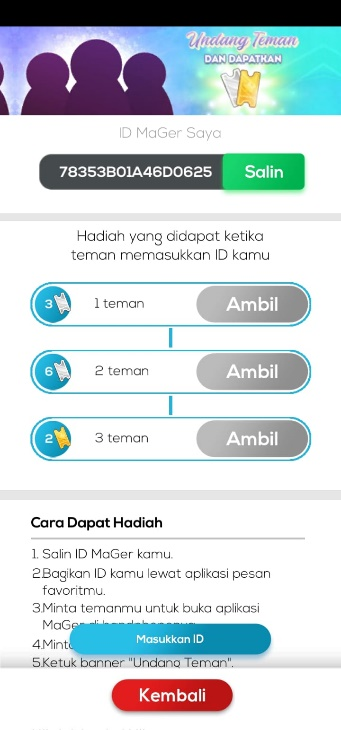 Undang Teman
DAN DAPATKAN
ID MaGer Saya
78353B01A46D0625 Salin
Hadiah yang didapat ketika
teman memasukkan ID kamu
3 1 teman Ambil
6 2 teman Ambil
2 3 teman Ambil
Cara Dapat Hadiah
1. Salin ID MaGer kamu.
2.Bagikan ID kamu lewat aplikasi pesan
favoritmu.
3.Minta temanmu untuk buka aplikasi
MaGer di
Masukkan ID
4.
5.Ketuk banner "Undang Teman".
Kembali